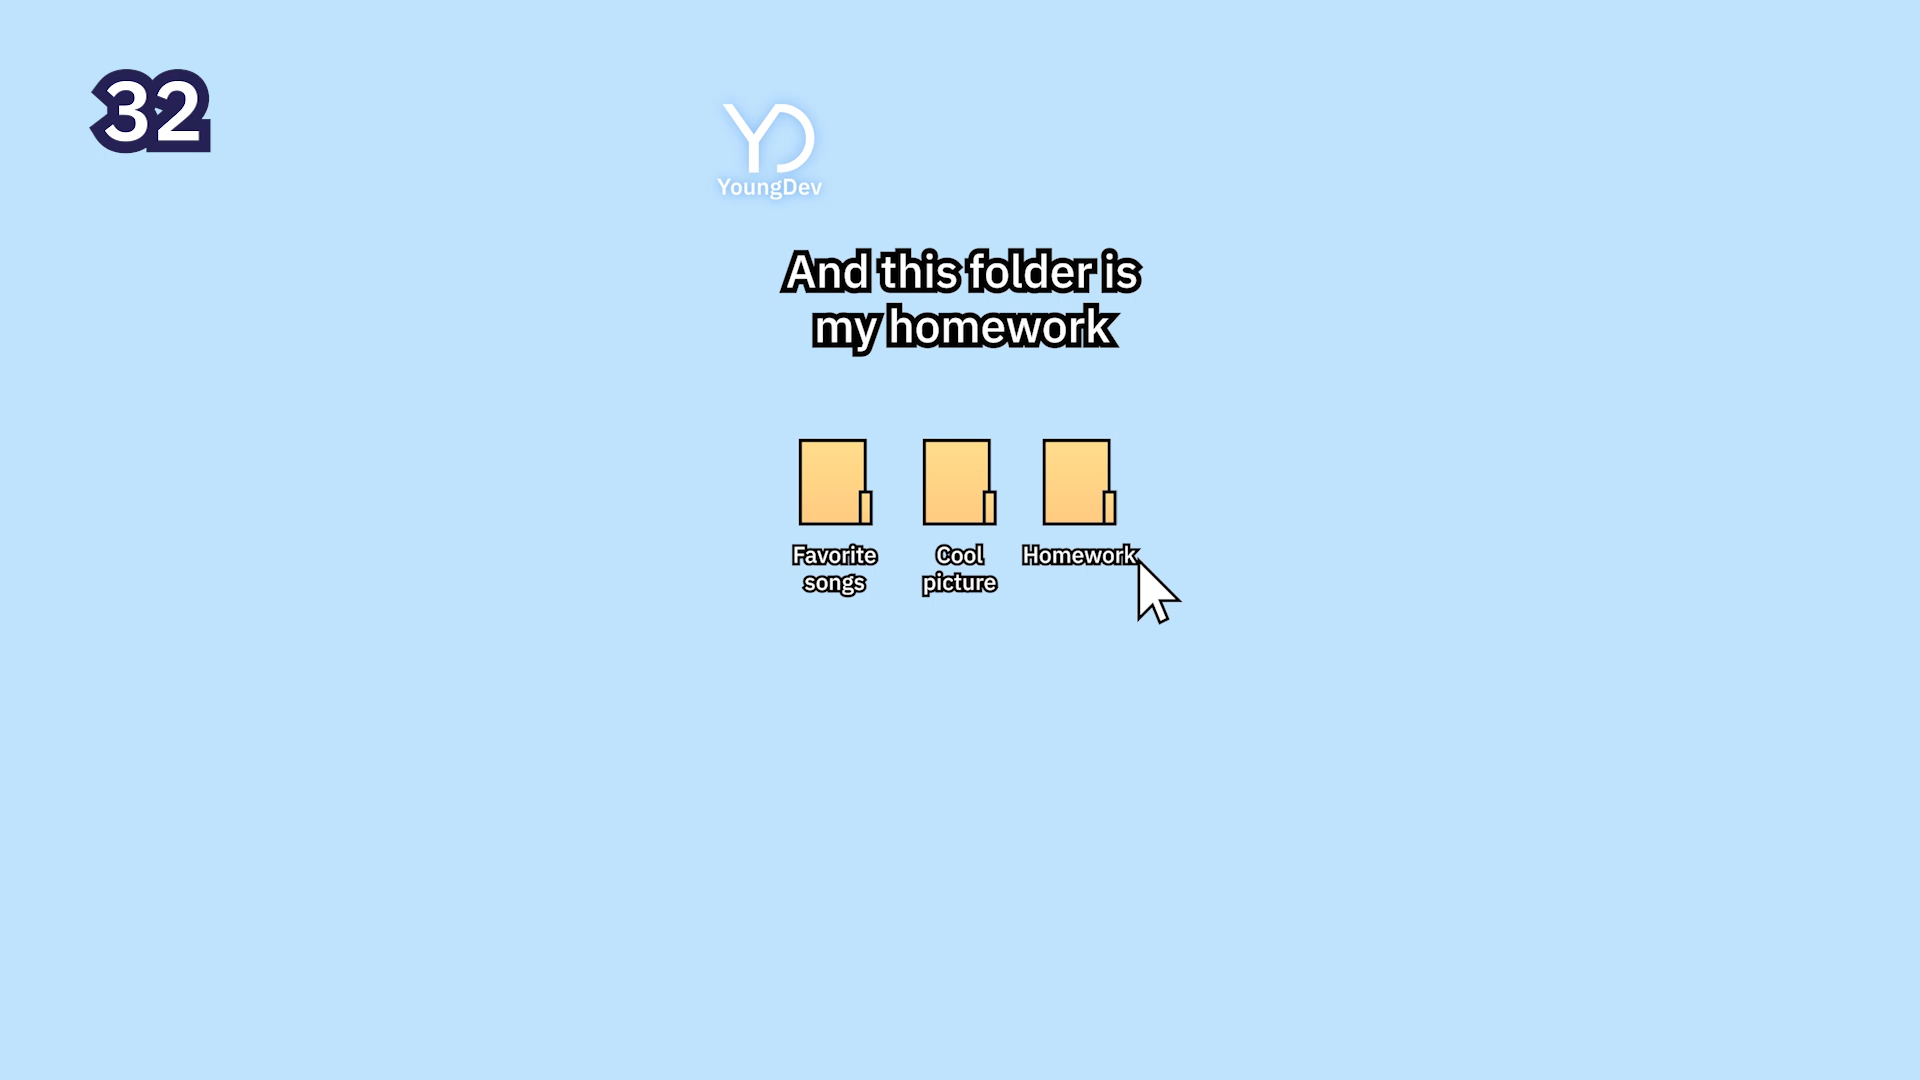 32
YD
YoungDev
And this folder is
my homework
Favorite
songs
Cool
picture
Homework